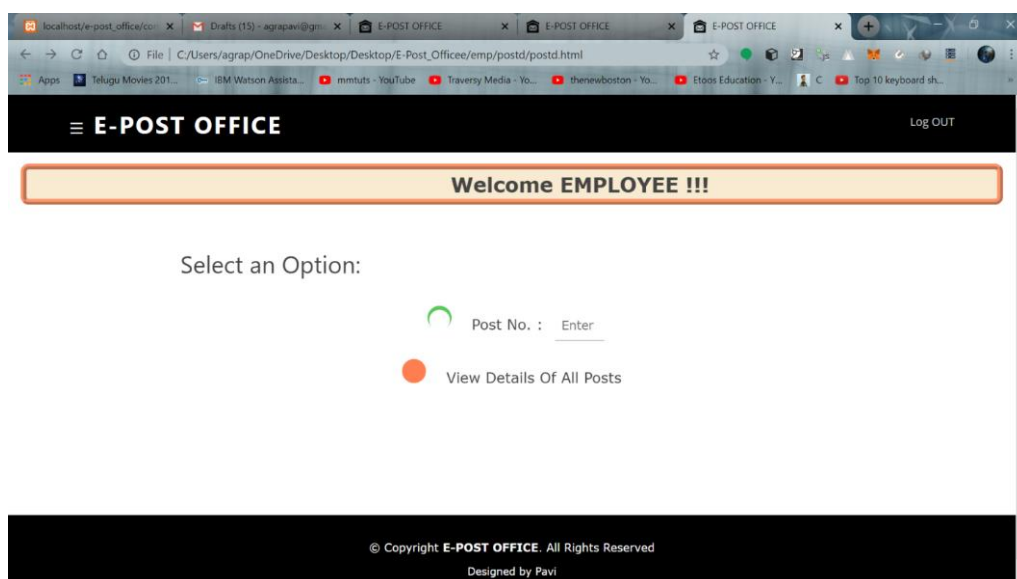 localhost/e-post_office/con
Drafts (15) - agrapavi@gm
E-POST OFFICE
E-POST OFFICE
E-POST OFFICE
File | C:/Users/agrap/OneDrive/Desktop/Desktop/E-Post_Officee/emp/postd/postd.html
Apps
Telugu Movies 201...
IBM Watson Assista...
mmtuts - YouTube
Traversy Media - Yo...
thenewboston - Yo...
Etoos Education - Y...
C
Top 10 keyboard sh...
≡ E-POST OFFICE
Log OUT
Welcome EMPLOYEE !!!
Select an Option:
Post No. : Enter
View Details Of All Posts
© Copyright E-POST OFFICE. All Rights Reserved
Designed by Pavi